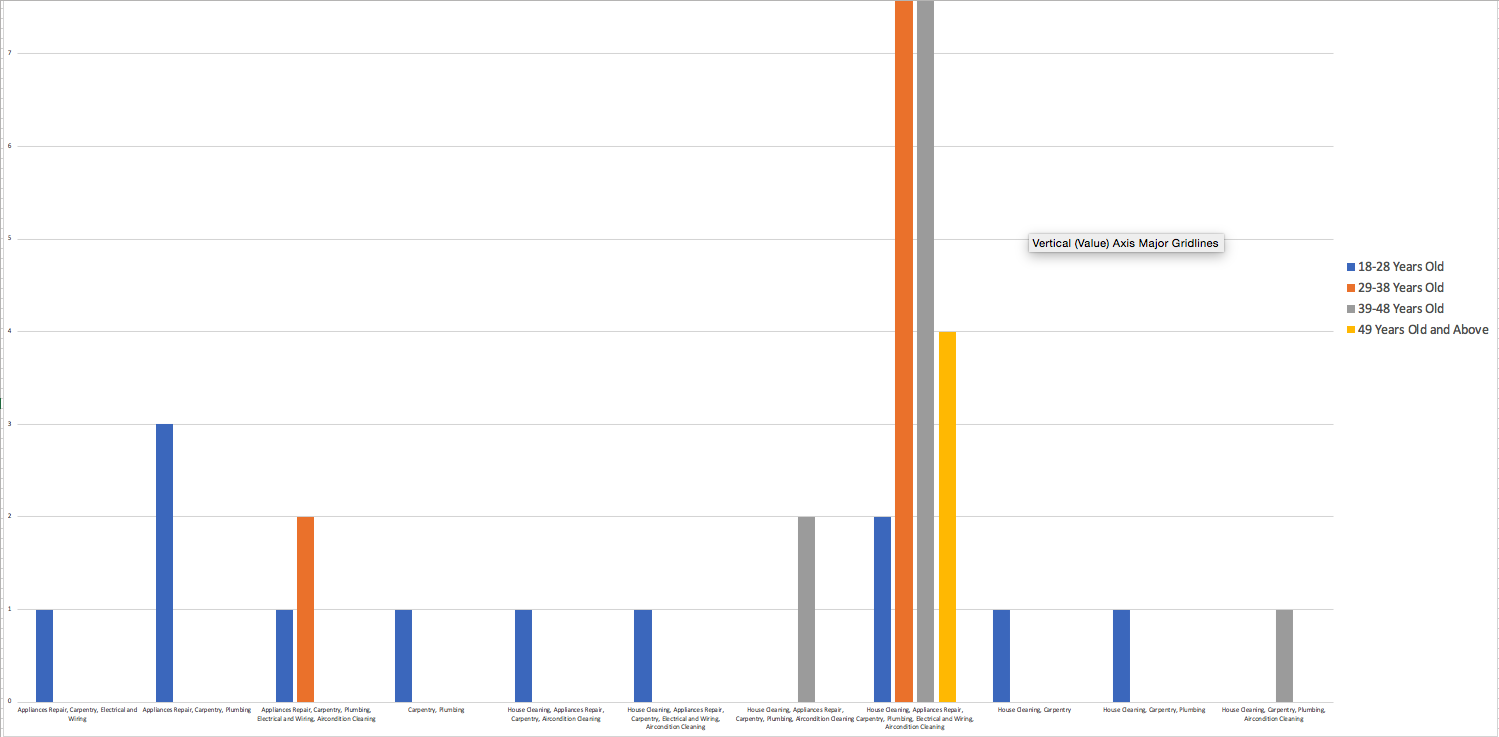 7
6
5
4
3
2
1
0
Vertical (Value) Axis Major Gridlines
18-28 Years Old
29-38 Years Old
39-48 Years Old
49 Years Old and Above
Appliances Repair, Carpentry, Electrical and
Wiring
Appliances Repair, Carpentry, Plumbing
Appliances Repair, Carpentry, Plumbing,
Electrical and Wiring, Aircondition Cleaning
Carpentry, Plumbing
House Cleaning, Appliances Repair,
Carpentry, Aircondition Cleaning
House Cleaning, Appliances Repair,
Carpentry, Electrical and Wiring,
Aircondition Cleaning
House Cleaning, Appliances Repair,
Carpentry, Plumbing, Aircondition Cleaning
House Cleaning, Appliances Repair,
Carpentry, Plumbing, Electrical and Wiring,
Aircondition Cleaning
House Cleaning, Carpentry
House Cleaning, Carpentry, Plumbing
House Cleaning, Carpentry, Plumbing,
Aircondition Cleaning